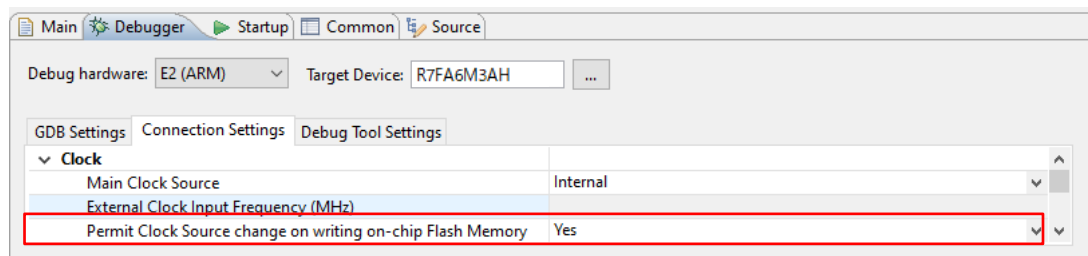 Main Debugger Startup Common Source
Debug hardware: E2 (ARM) Target Device: R7FA6M3AH ...
GDB Settings Connection Settings Debug Tool Settings
Clock
Main Clock Source Internal
External Clock Input Frequency (MHz)
Permit Clock Source change on writing on-chip Flash Memory Yes